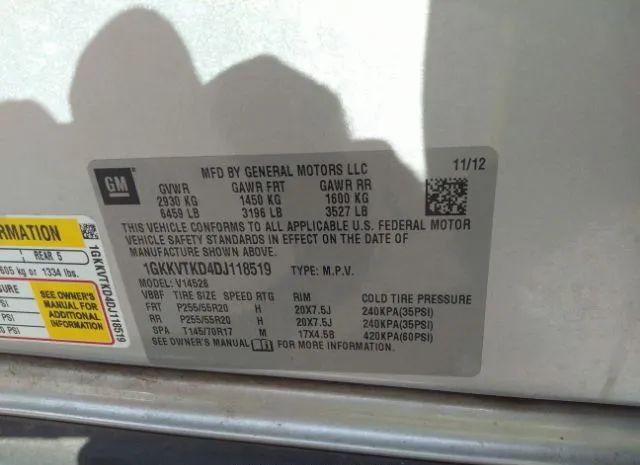 GM
MFD BY GENERAL MOTORS LLC 11/12
GVWR GAWR FRT GAWR RR
2930 KG 1450 KG 1600 KG
6459 LB 3196 LB 3527 LB
THIS VEHICLE CONFORMS TO ALL APPLICABLE U.S. FEDERAL MOTOR
VEHICLE SAFETY STANDARDS IN EFFECT ON THE DATE OF
MANUFACTURE SHOWN ABOVE.
1GKKVTKD4DJ118519 TYPE: M.P.V.
MODEL: V14526
VBBF TIRE SIZE SPEED RTG RIM COLD TIRE PRESSURE
FRT P255/55R20 H 20X7.5J 240KPA(35PSI)
RR P255/55R20 H 20X7.5J 240KPA(35PSI)
SPA T145/70R17 M 17X4.5B 420KPA(60PSI)
SEE OWNER'S MANUAL FOR MORE INFORMATION.
REAR 5
605 kg or 1334 lbs.
SEE OWNER'S
MANUAL FOR
ADDITIONAL
INFORMATION
1GKKVTKD4DJ118519